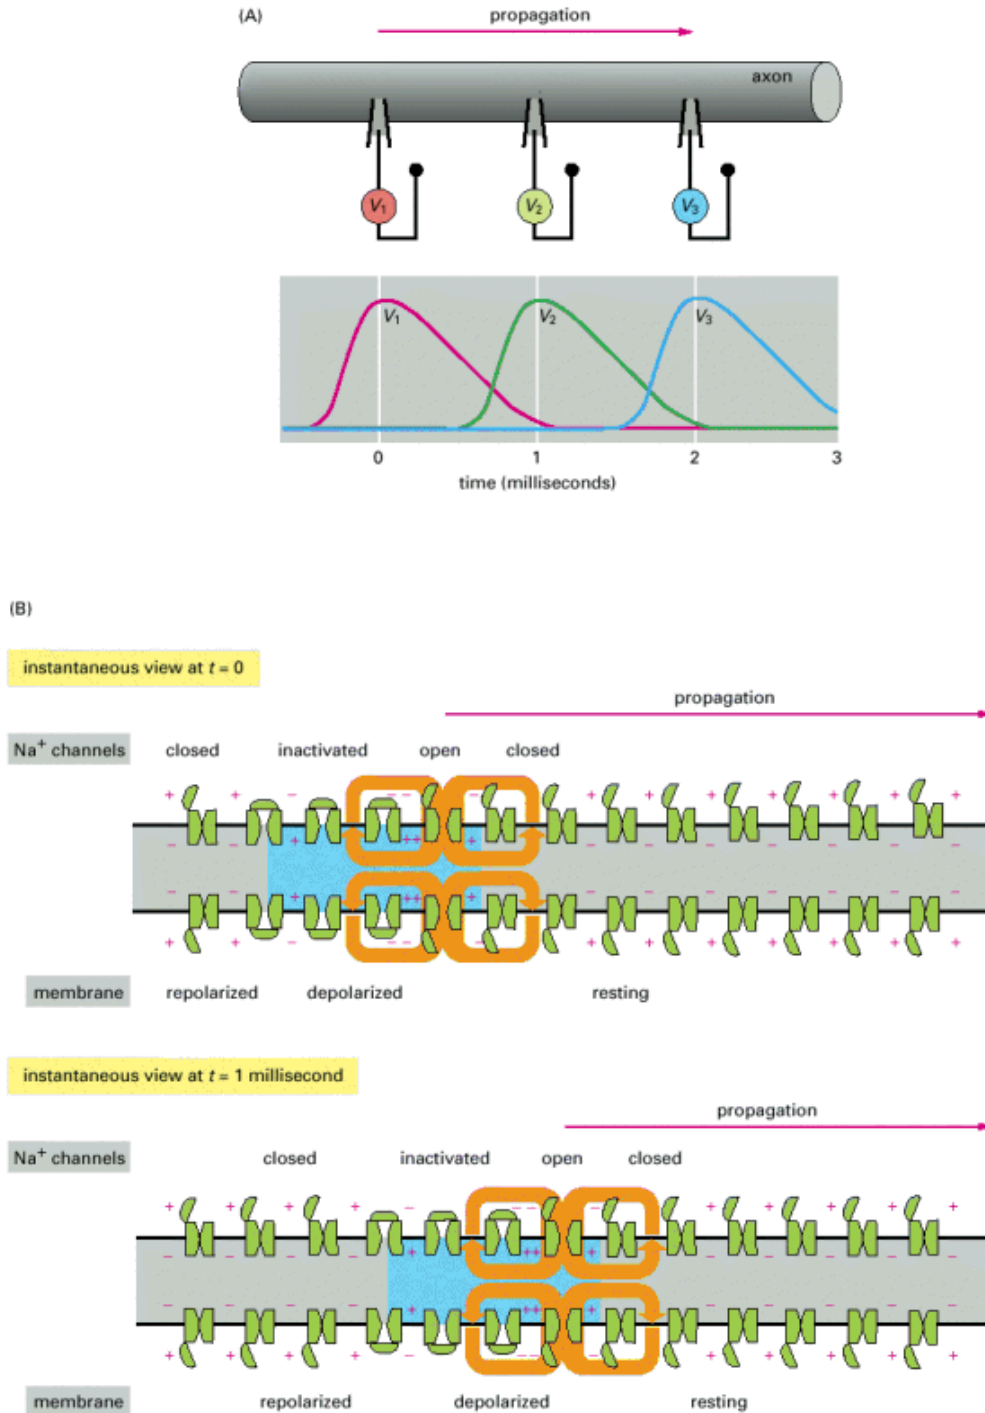 (A)
propagation
axon
V1 V2 V3
V1 V2 V3
0 1 2 3
time (milliseconds)
(B)
instantaneous view at t = 0
propagation
Na+ channels closed inactivated open closed
membrane repolarized depolarized resting
instantaneous view at t = 1 millisecond
propagation
Na+ channels closed inactivated open closed
membrane repolarized depolarized resting